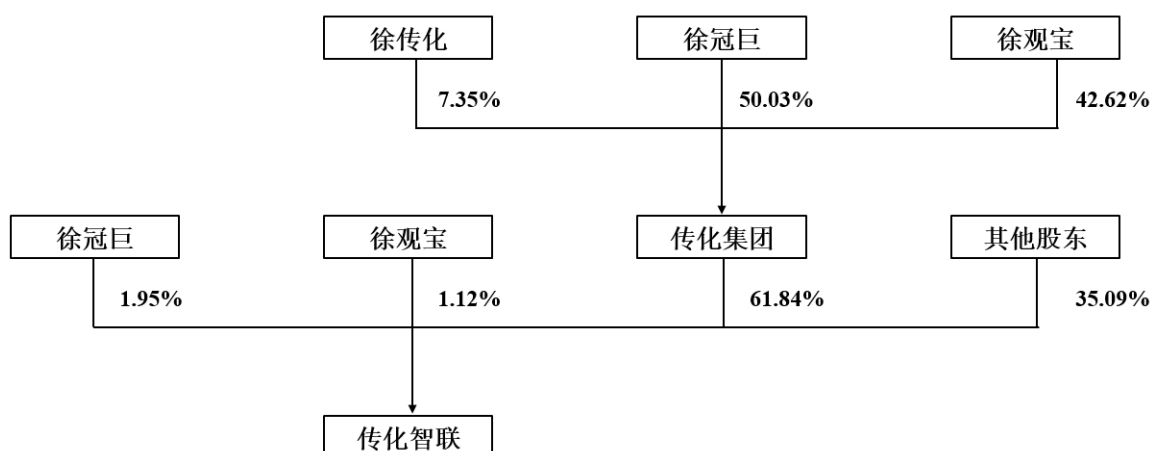 徐传化 徐冠巨 徐观宝
7.35% 50.03% 42.62%
徐冠巨 徐观宝 传化集团 其他股东
1.95% 1.12% 61.84% 35.09%
传化智联